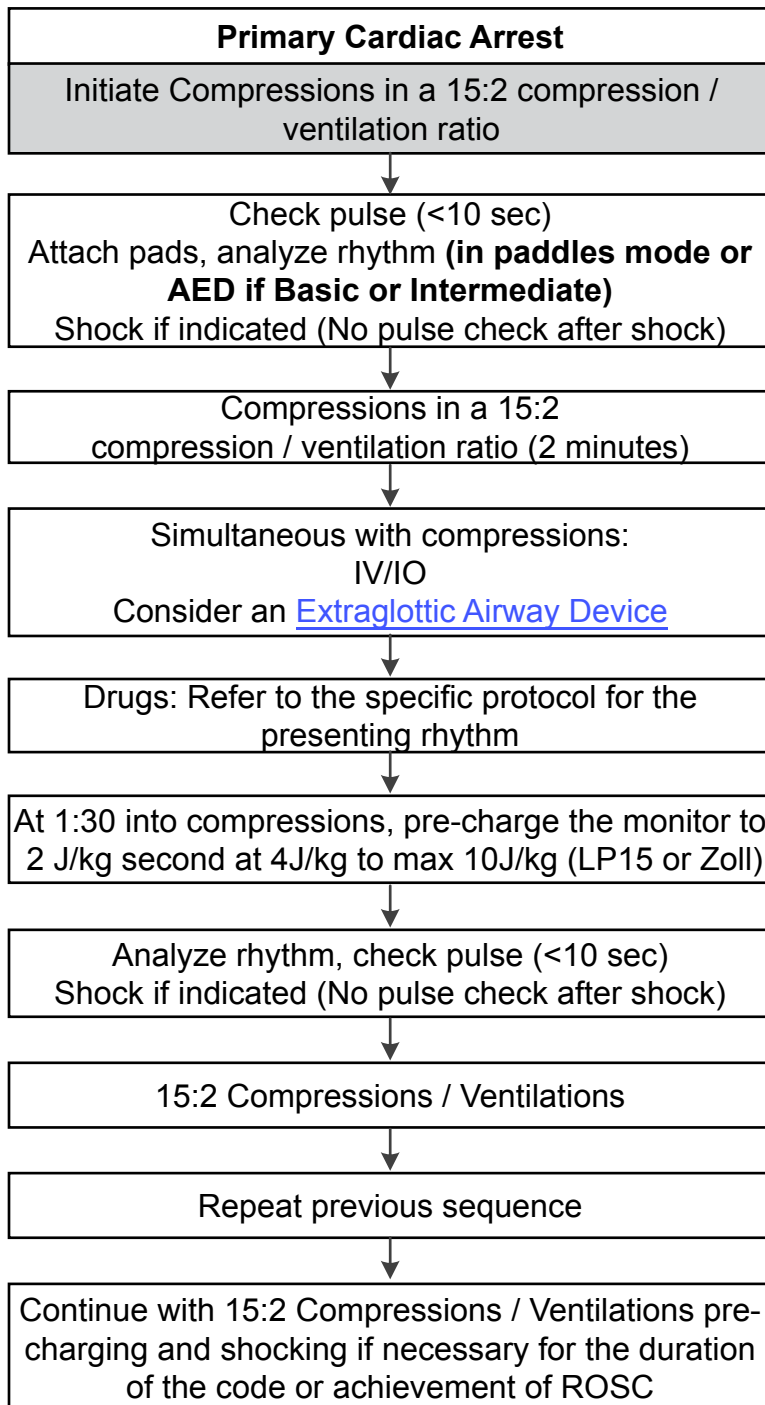 Primary Cardiac Arrest
Initiate Compressions in a 15:2 compression /
ventilation ratio
Check pulse (<10 sec)
Attach pads, analyze rhythm (in paddles mode or
AED if Basic or Intermediate)
Shock if indicated (No pulse check after shock)
Compressions in a 15:2
compression / ventilation ratio (2 minutes)
Simultaneous with compressions:
IV/IO
Consider an Extraglottic Airway Device
Drugs: Refer to the specific protocol for the
presenting rhythm
At 1:30 into compressions, pre-charge the monitor to
2 J/kg second at 4J/kg to max 10J/kg (LP15 or Zoll)
Analyze rhythm, check pulse (<10 sec)
Shock if indicated (No pulse check after shock)
15:2 Compressions / Ventilations
Repeat previous sequence
Continue with 15:2 Compressions / Ventilations pre-
charging and shocking if necessary for the duration
of the code or achievement of ROSC